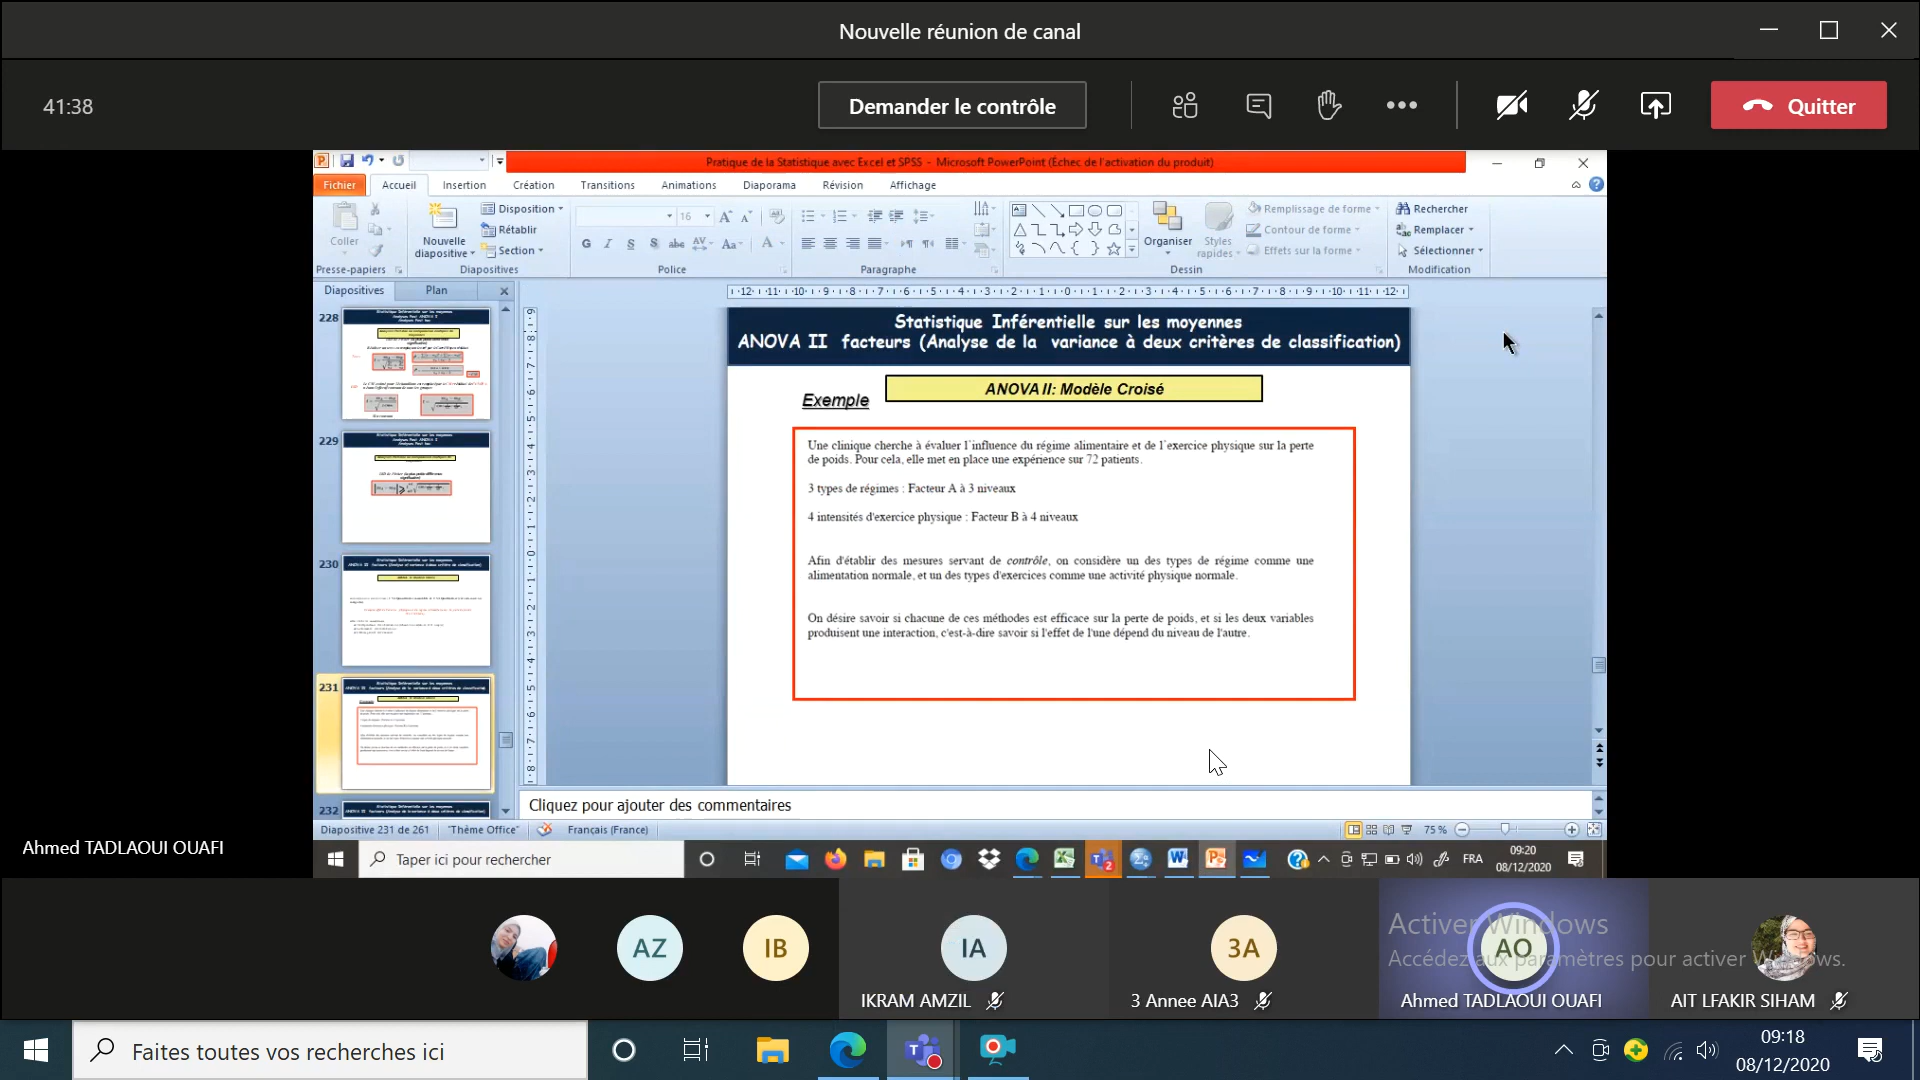 Nouvelle réunion de canal
41:38
Demander le contrôle
Quitter
Pratique de la Statistique avec Excel et SPSS - Microsoft PowerPoint (Échec de l'activation du produit)
Fichier Accueil Insertion Création Transitions Animations Diaporama Révision Affichage
Coller
Presse-papiers
Nouvelle diapositive
Disposition
Rétablir
Section
Diapositives
16
Police
Paragraphe
Organiser
Styles rapides
Remplissage de forme
Contour de forme
Effets sur la forme
Dessin
Rechercher
Remplacer
Sélectionner
Modification
Diapositives Plan
228
229
230
231
232
Statistique Inférentielle sur les moyennes
ANOVA II facteurs (Analyse de la variance à deux critères de classification)
ANOVA II: Modèle Croisé
Exemple
Une clinique cherche à évaluer l'influence du régime alimentaire et de l'exercice physique sur la perte
de poids. Pour cela, elle met en place une expérience sur 72 patients.
3 types de régimes : Facteur A à 3 niveaux
4 intensités d'exercice physique : Facteur B à 4 niveaux
Afin d'établir des mesures servant de contrôle, on considère un des types de régime comme une
alimentation normale, et un des types d'exercices comme une activité physique normale.
On désire savoir si chacune de ces méthodes est efficace sur la perte de poids, et si les deux variables
produisent une interaction, c'est-à-dire savoir si l'effet de l'une dépend du niveau de l'autre.
Cliquez pour ajouter des commentaires
Diapositive 231 de 261 "Thème Office" Français (France) 75 %
Ahmed TADLAOUI OUAFI
Taper ici pour rechercher
FRA
09:20
08/12/2020
AZ
IB
IA
IKRAM AMZIL
3A
3 Annee AIA3
AO
Ahmed TADLAOUI OUAFI
AIT LFAKIR SIHAM
Activer Windows
Accédez aux paramètres pour activer Windows.
Faites toutes vos recherches ici
09:18
08/12/2020